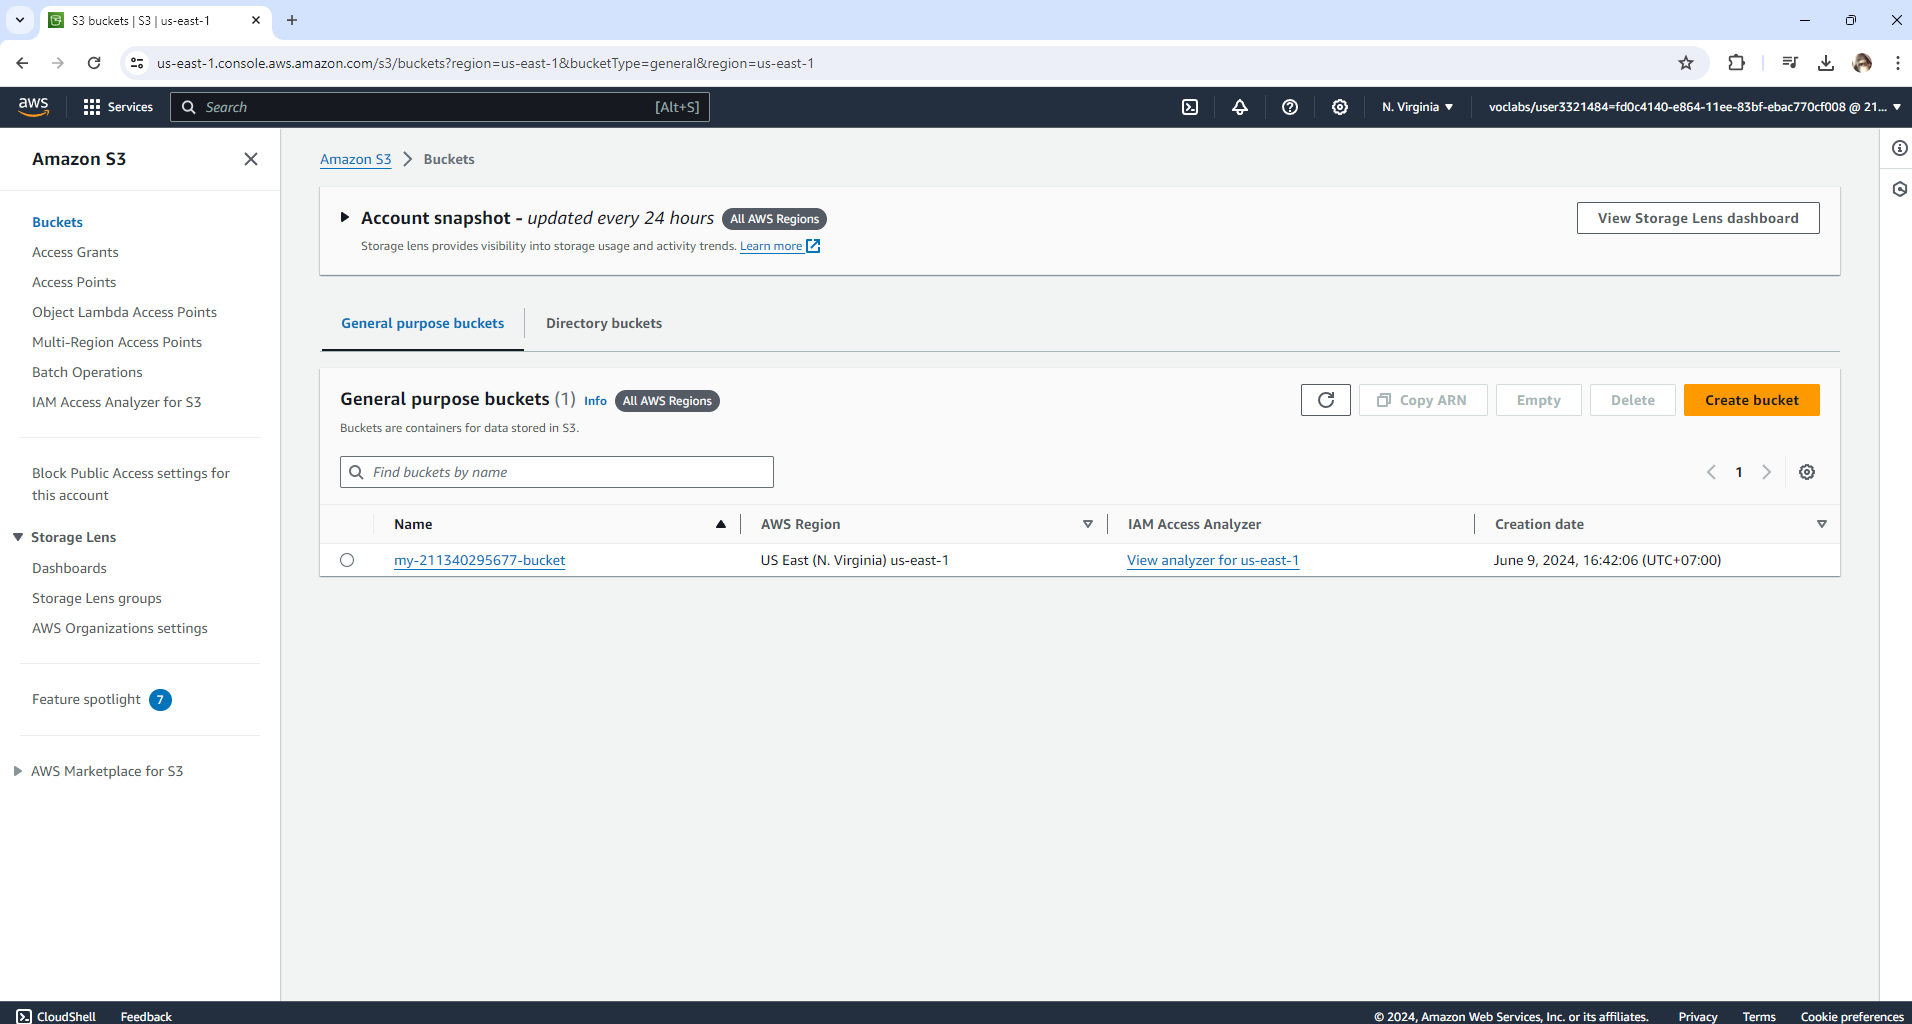 S3 buckets | S3 | us-east-1
us-east-1.console.aws.amazon.com/s3/buckets?region=us-east-1&bucketType=general&region=us-east-1
aws
Services
Search
[Alt+S]
N. Virginia
voclabs/user3321484=fd0c4140-e864-11ee-83bf-ebac770cf008 @ 21...
Amazon S3
Buckets
Access Grants
Access Points
Object Lambda Access Points
Multi-Region Access Points
Batch Operations
IAM Access Analyzer for S3
Block Public Access settings for
this account
Storage Lens
Dashboards
Storage Lens groups
AWS Organizations settings
Feature spotlight 7
AWS Marketplace for S3
Amazon S3 > Buckets
Account snapshot - updated every 24 hours All AWS Regions
Storage lens provides visibility into storage usage and activity trends. Learn more
View Storage Lens dashboard
General purpose buckets
Directory buckets
General purpose buckets (1) Info All AWS Regions
Buckets are containers for data stored in S3.
Copy ARN
Empty
Delete
Create bucket
Find buckets by name
1
Name AWS Region IAM Access Analyzer Creation date
my-211340295677-bucket US East (N. Virginia) us-east-1 View analyzer for us-east-1 June 9, 2024, 16:42:06 (UTC+07:00)
CloudShell Feedback © 2024, Amazon Web Services, Inc. or its affiliates. Privacy Terms Cookie preferences